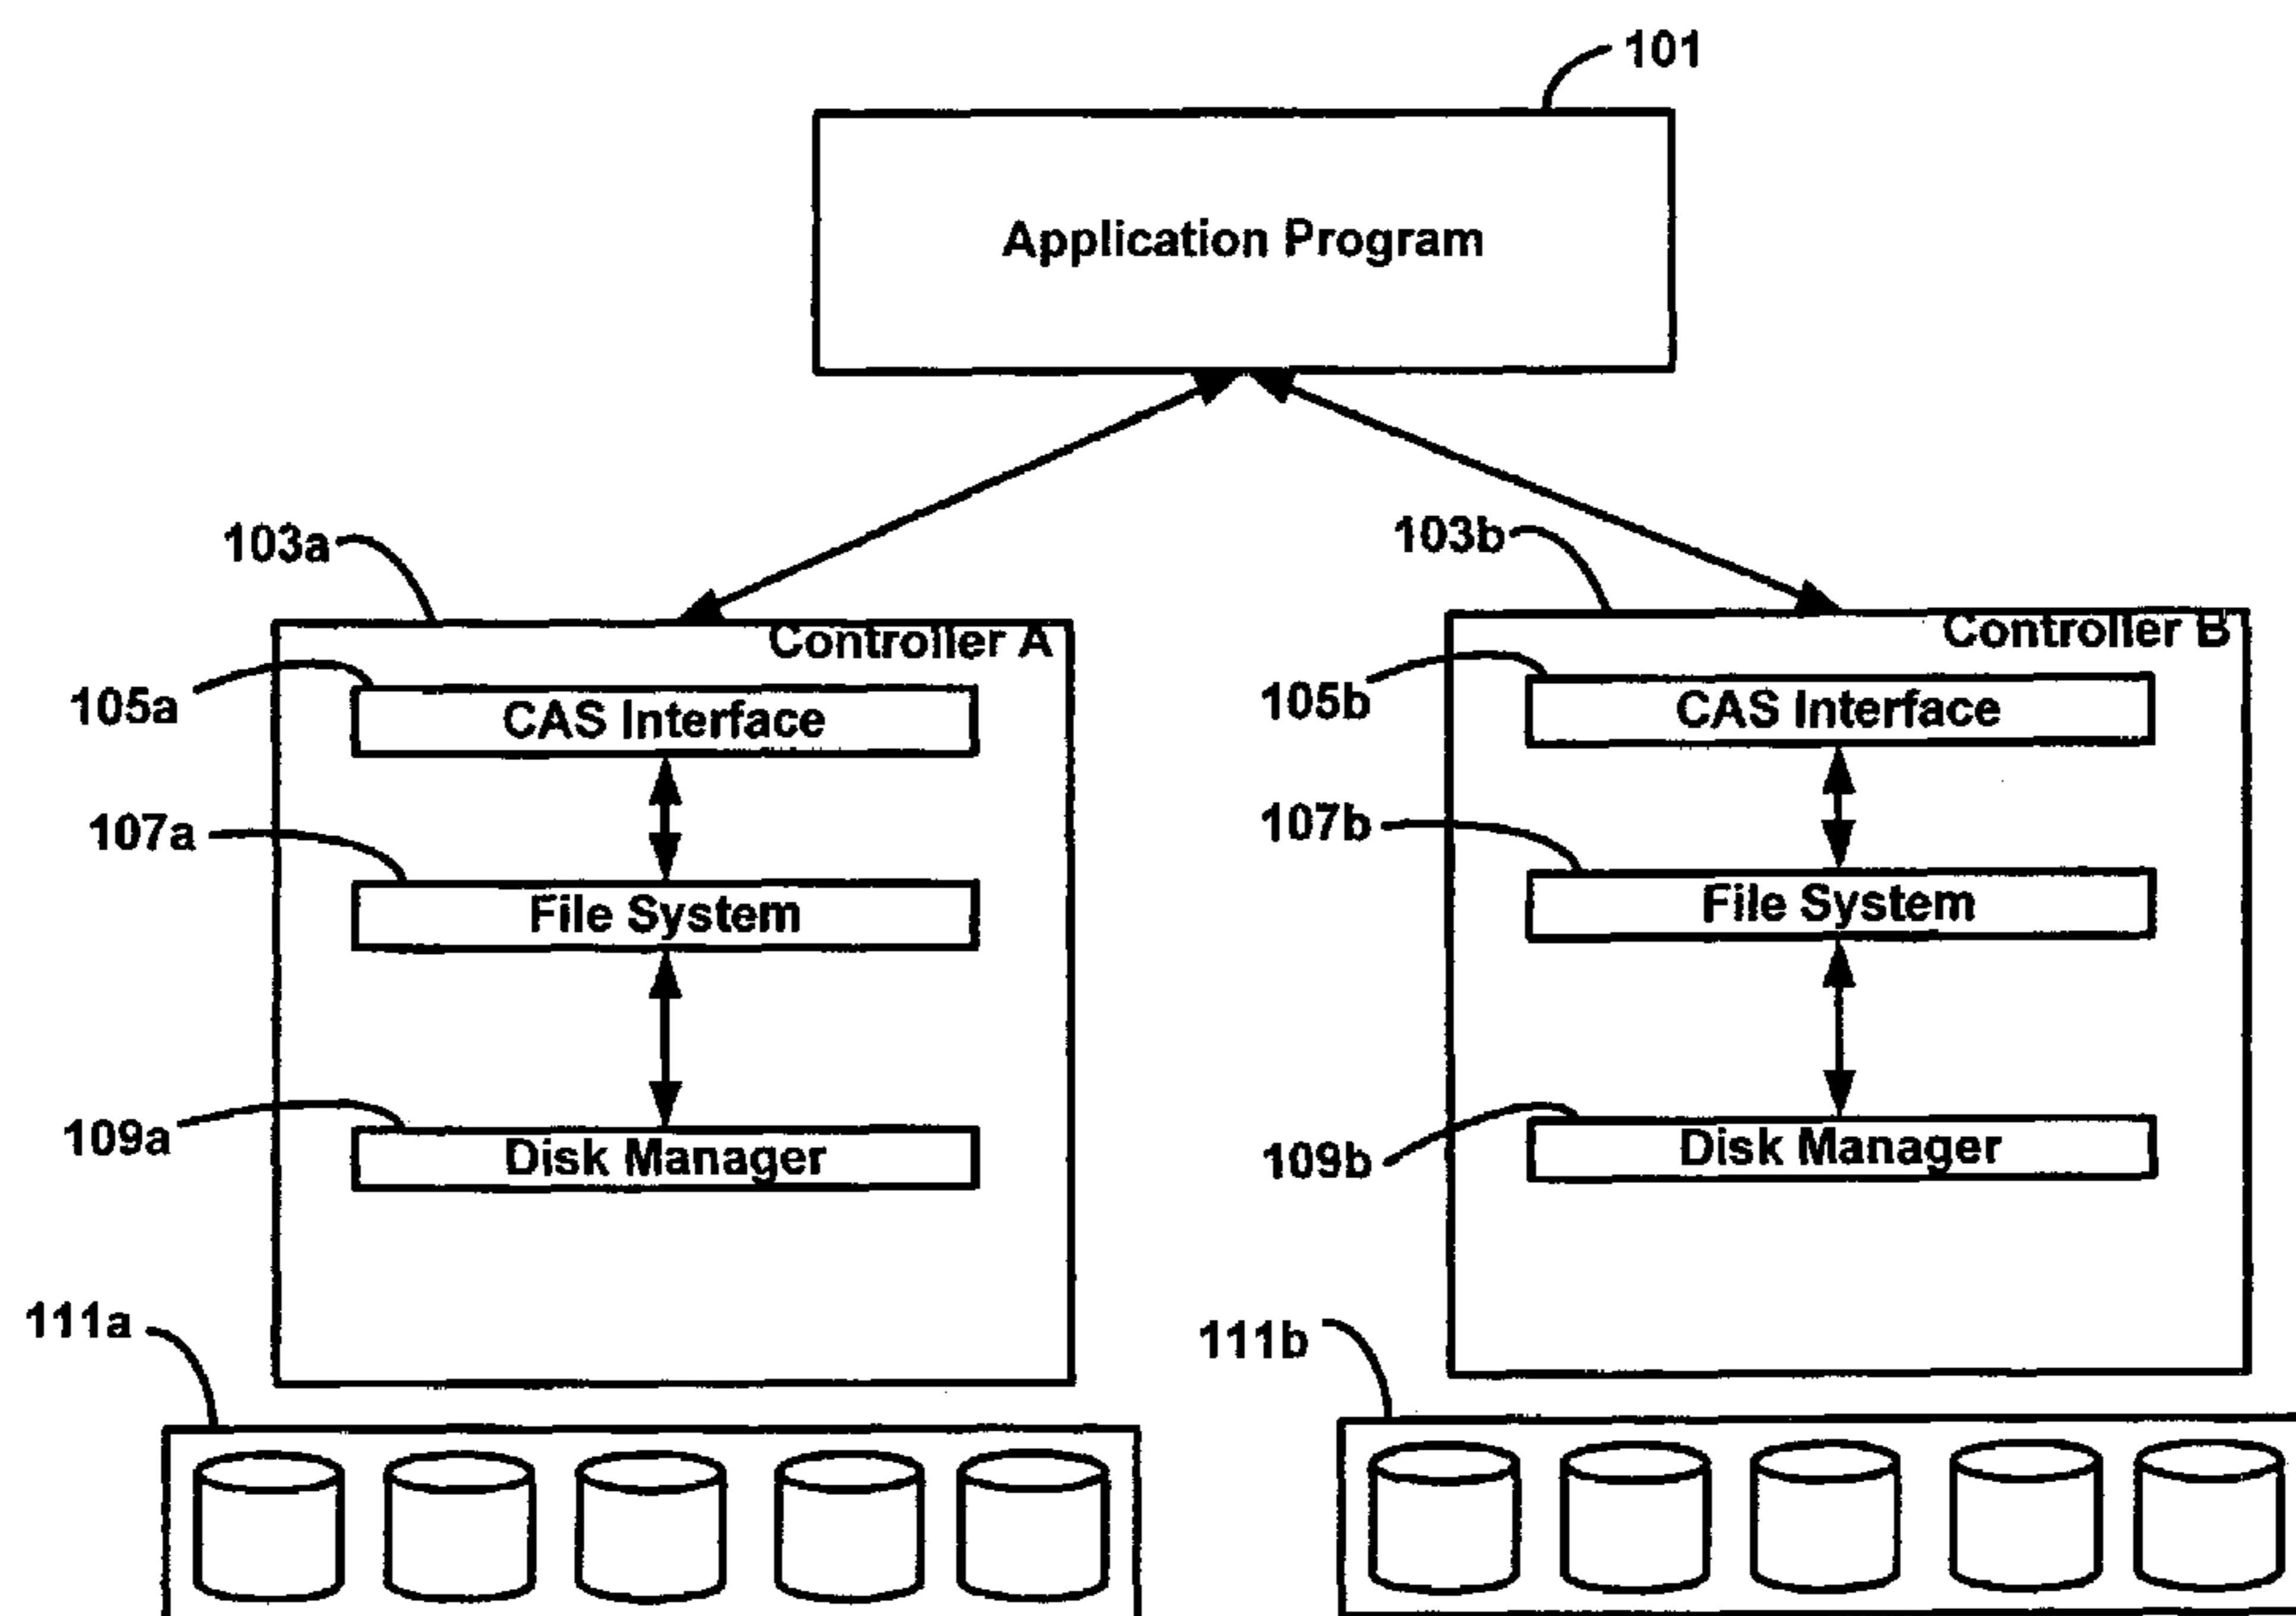 101
Application Program
103a
103b
Controller A
Controller B
105a
CAS Interface
105b
CAS Interface
107a
File System
107b
File System
109a
Disk Manager
109b
Disk Manager
111a
111b